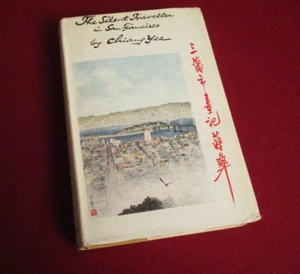 The Silent Traveller
in San Francisco
by Chiang Yee
三藩市畫記蔣彝